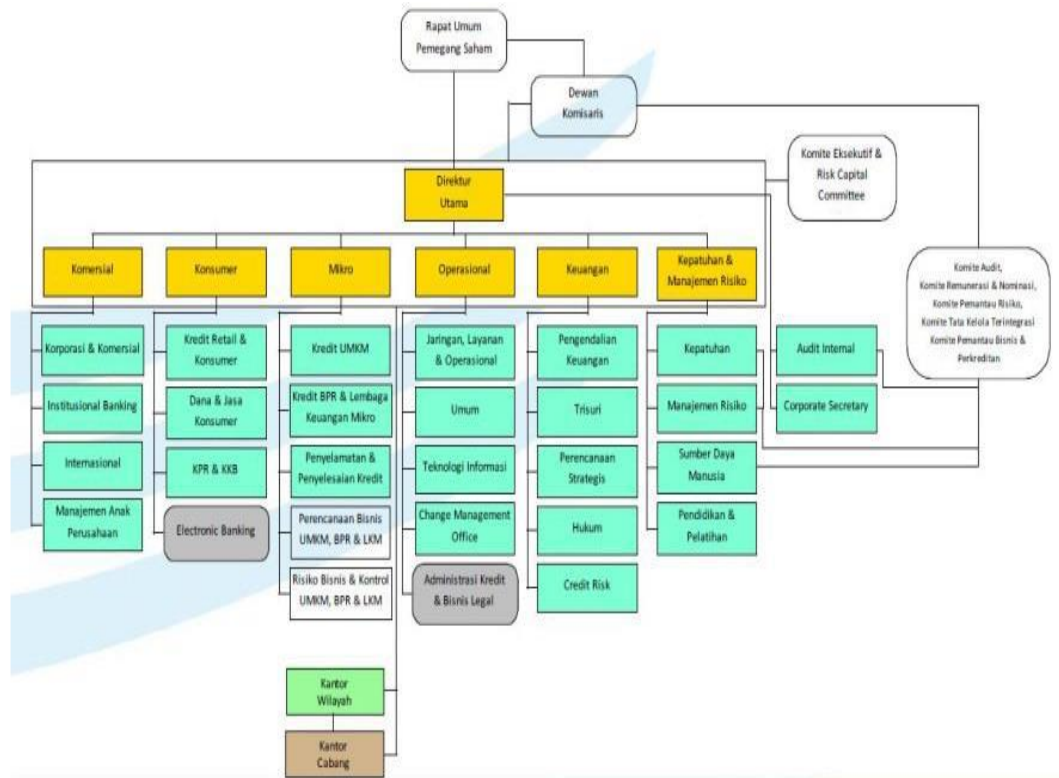 Rapat Umum
Pemegang Saham
Dewan
Komisaris
Komite Eksekutif &
Risk Capital
Committee
Direktur
Utama
Komersial
Konsumer
Mikro
Operasional
Keuangan
Kepatuhan &
Manajemen Risiko
Komite Audit,
Komite Remunerasi & Nominasi,
Komite Pemantau Risiko,
Komite Tata Kelola Terintegrasi
Komite Pemantau Bisnis &
Perkreditan
Korporasi & Komersial
Institusional Banking
Internasional
Manajemen Anak
Perusahaan
Kredit Retail &
Konsumer
Dana & Jasa
Konsumer
KPR & KKB
Electronic Banking
Kredit UMKM
Kredit BPR & Lembaga
Keuangan Mikro
Penyelamatan &
Penyelesaian Kredit
Perencanaan Bisnis
UMKM, BPR & LKM
Risiko Bisnis & Kontrol
UMKM, BPR & LKM
Jaringan, Layanan
& Operasional
Umum
Teknologi Informasi
Change Management
Office
Administrasi Kredit
& Bisnis Legal
Pengendalian
Keuangan
Trisuri
Perencanaan
Strategis
Hukum
Credit Risk
Kepatuhan
Manajemen Risiko
Sumber Daya
Manusia
Pendidikan &
Pelatihan
Audit Internal
Corporate Secretary
Kantor
Wilayah
Kantor
Cabang